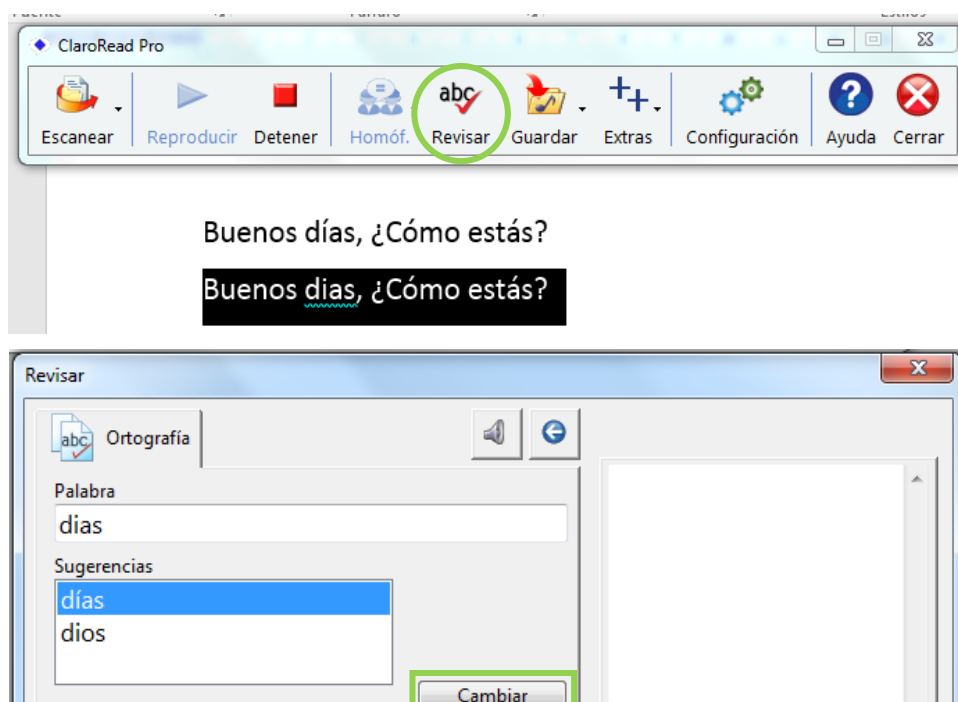 ClaroRead Pro
Escanear Reproducir Detener Homóf. Revisar Guardar Extras Configuración Ayuda Cerrar
Buenos días, ¿Cómo estás?
Buenos dias, ¿Cómo estás?
Revisar
Ortografía
Palabra
dias
Sugerencias
días
dios
Cambiar